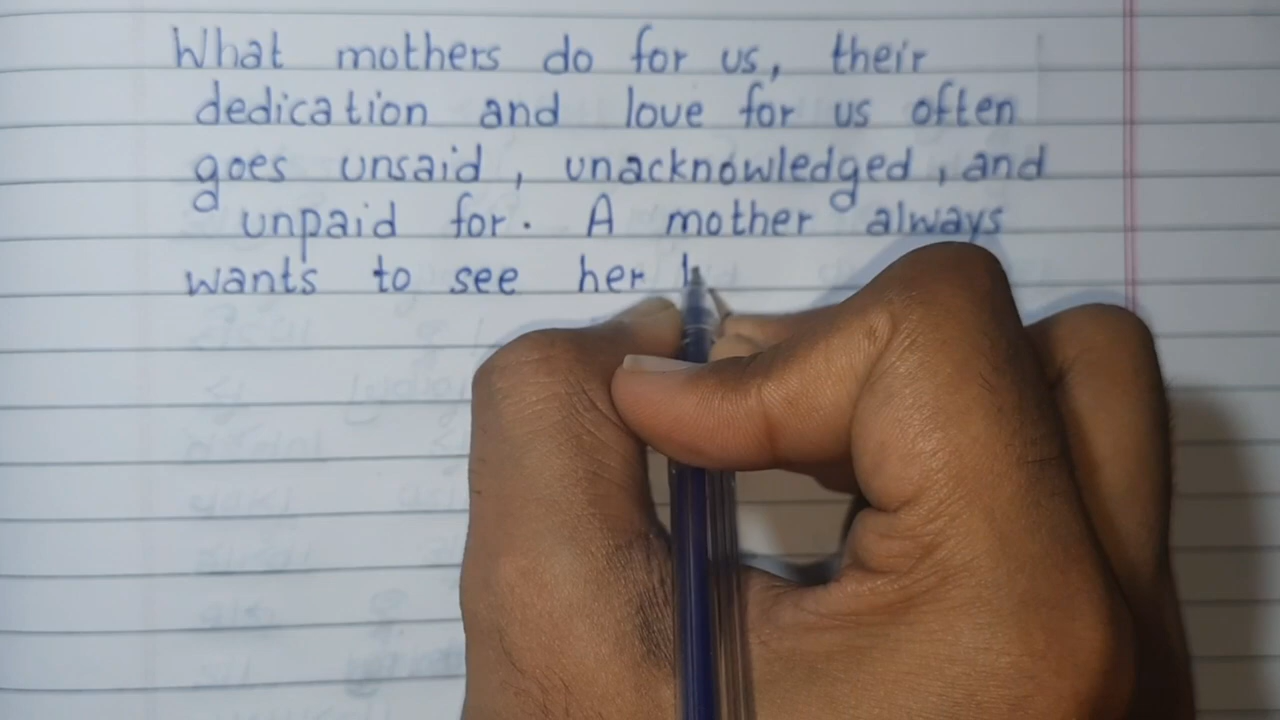 What mothers do for us, their
dedication and love for us often
goes unsaid, unacknowledged, and
unpaid for. A mother always
wants to see her